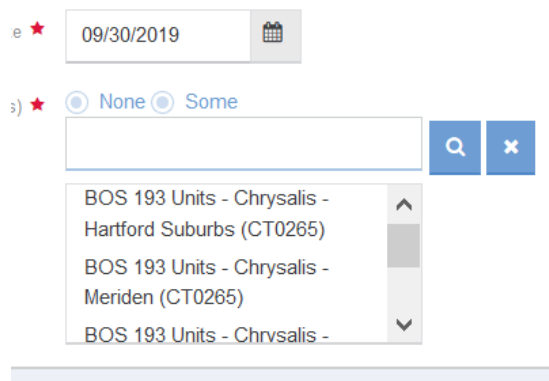 e ★
09/30/2019
s) ★
None Some
BOS 193 Units - Chrysalis -
Hartford Suburbs (CT0265)
BOS 193 Units - Chrysalis -
Meriden (CT0265)
BOS 193 Units - Chrysalis -